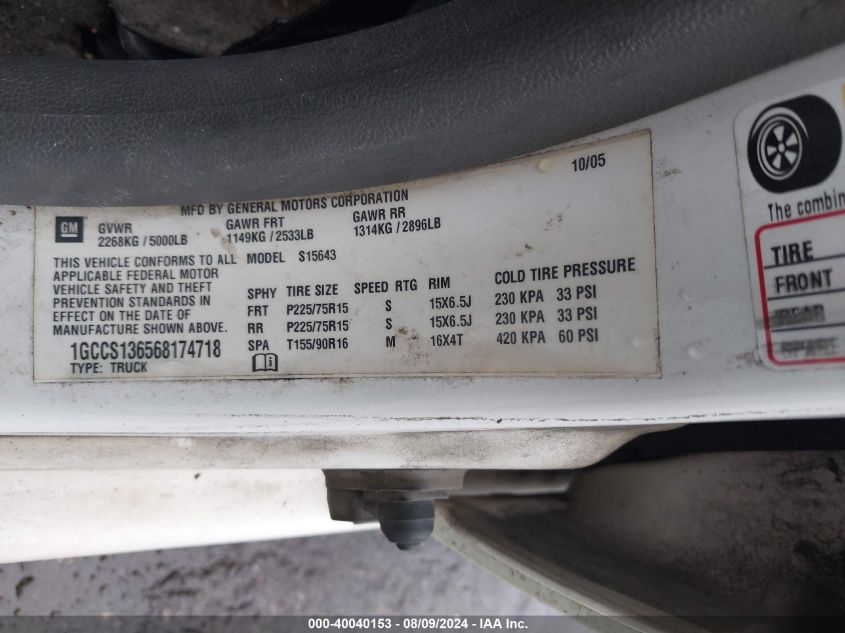 10/05
MFD BY GENERAL MOTORS CORPORATION
GM
GVWR GAWR FRT GAWR RR
2268KG / 5000LB 1149KG / 2533LB 1314KG / 2896LB
THIS VEHICLE CONFORMS TO ALL MODEL S15643
APPLICABLE FEDERAL MOTOR
VEHICLE SAFETY AND THEFT
PREVENTION STANDARDS IN
EFFECT ON THE DATE OF
MANUFACTURE SHOWN ABOVE.
1GCCS136568174718
TYPE: TRUCK
SPHY TIRE SIZE SPEED RTG RIM COLD TIRE PRESSURE
FRT P225/75R15 S 15X6.5J 230 KPA 33 PSI
RR P225/75R15 S 15X6.5J 230 KPA 33 PSI
SPA T155/90R16 M 16X4T 420 KPA 60 PSI
The combin
TIRE
FRONT
REAR
000-40040153 - 08/09/2024 - IAA Inc.